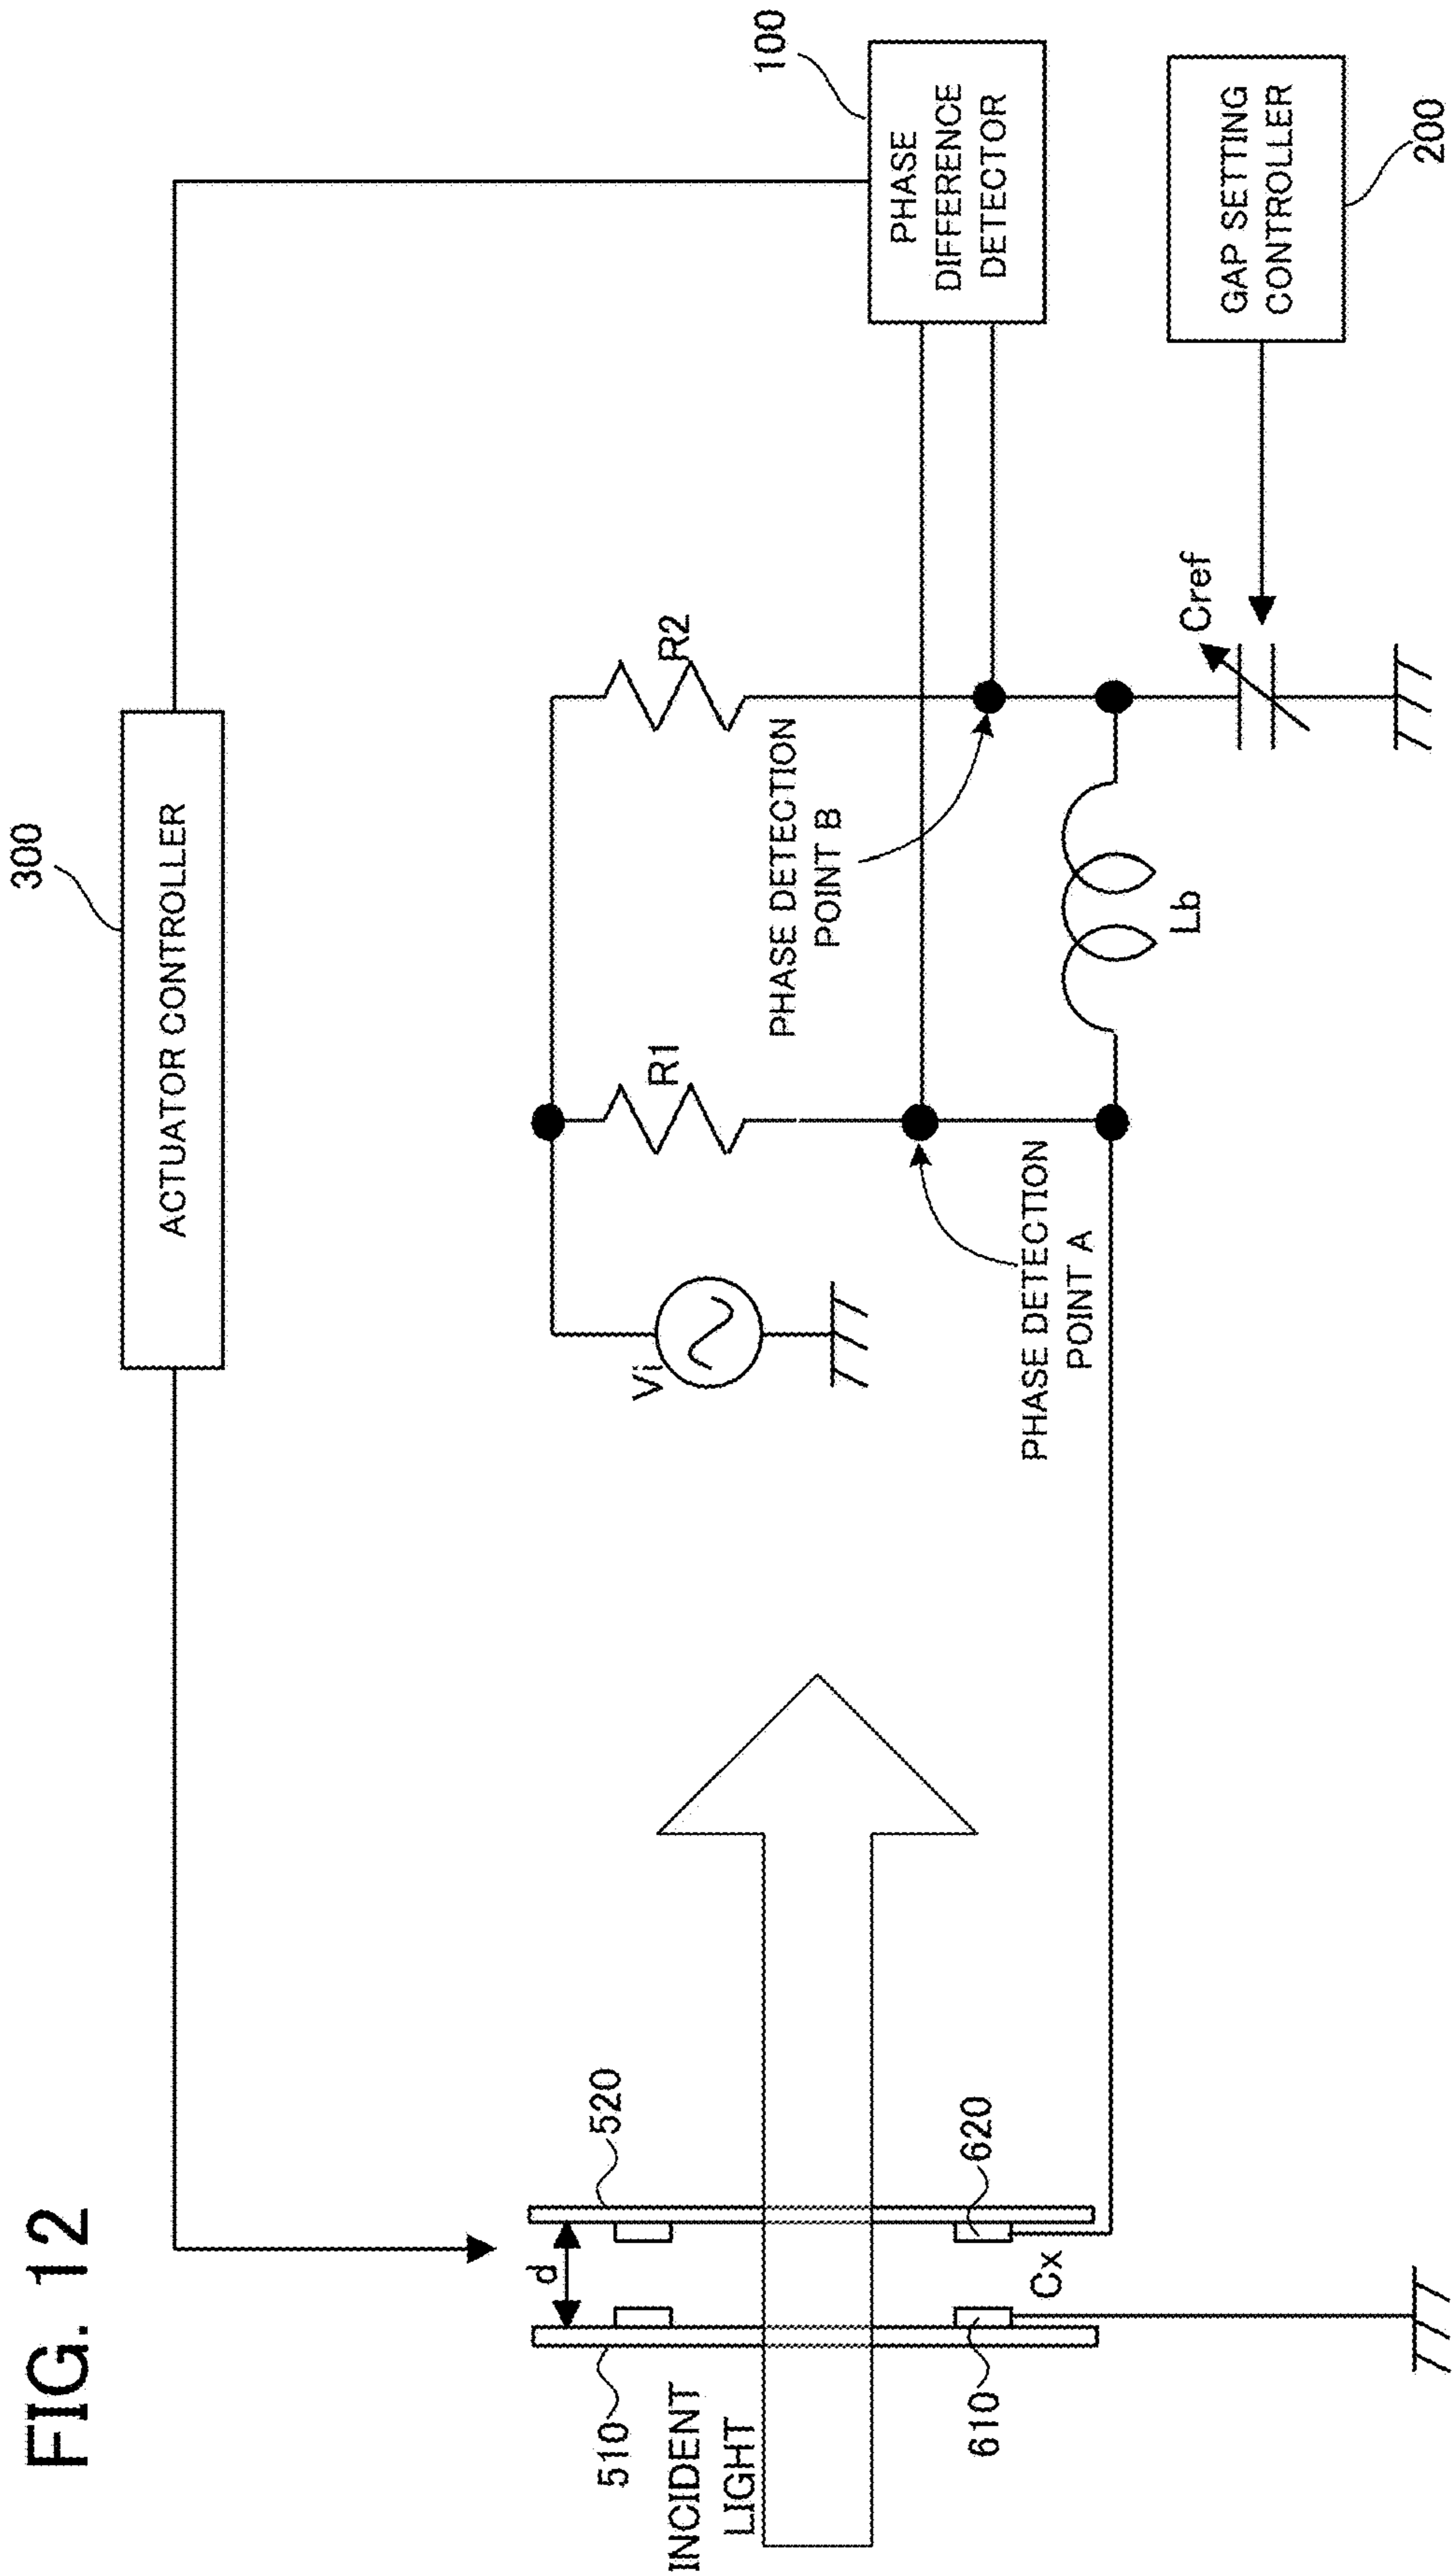 FIG. 12
300
ACTUATOR CONTROLLER
INCIDENT
LIGHT
510
520
d
610
620
Cx
Vi
R1
R2
PHASE DETECTION
POINT A
PHASE DETECTION
POINT B
Lb
Cref
100
PHASE
DIFFERENCE
DETECTOR
GAP SETTING
CONTROLLER
200